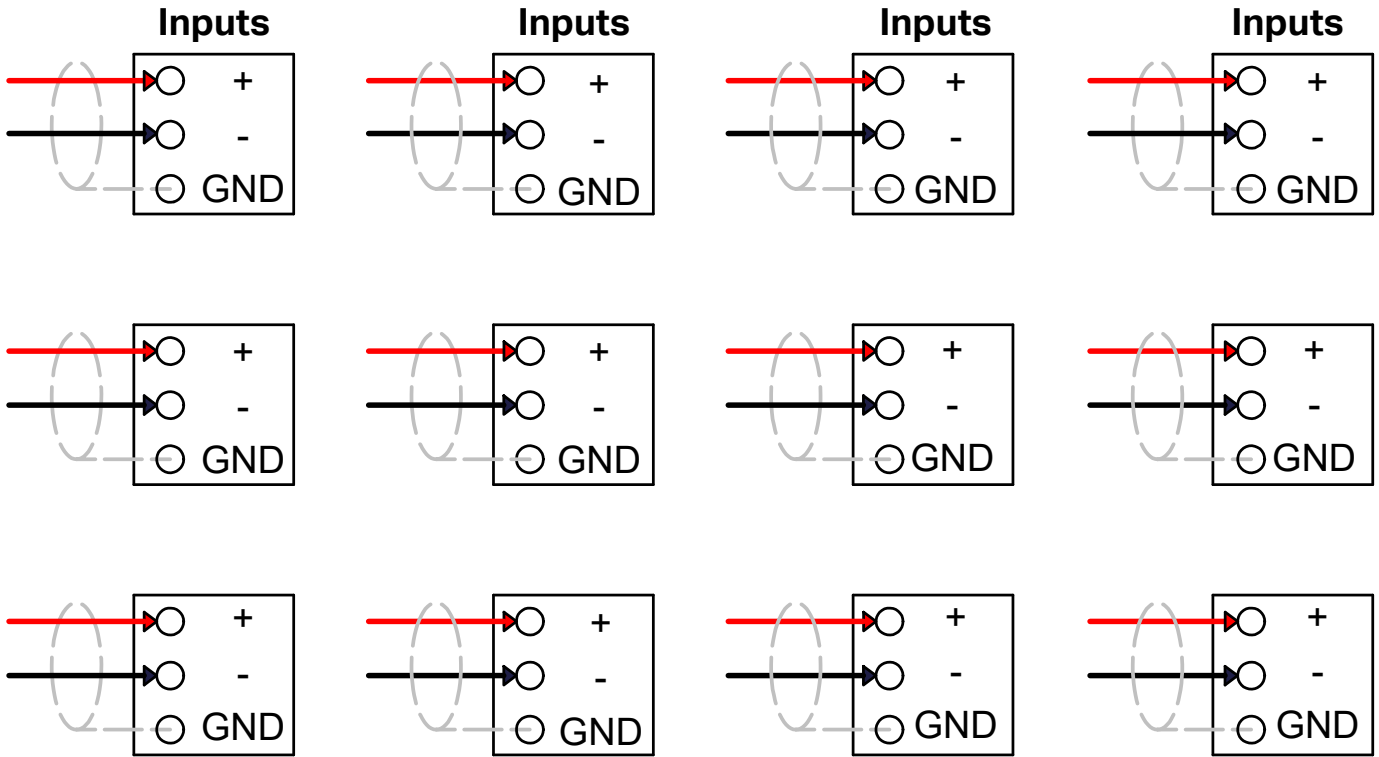 Inputs Inputs Inputs Inputs
+ + + +
- - - -
GND GND GND GND
+ + + +
- - - -
GND GND GND GND
+ + + +
- - - -
GND GND GND GND